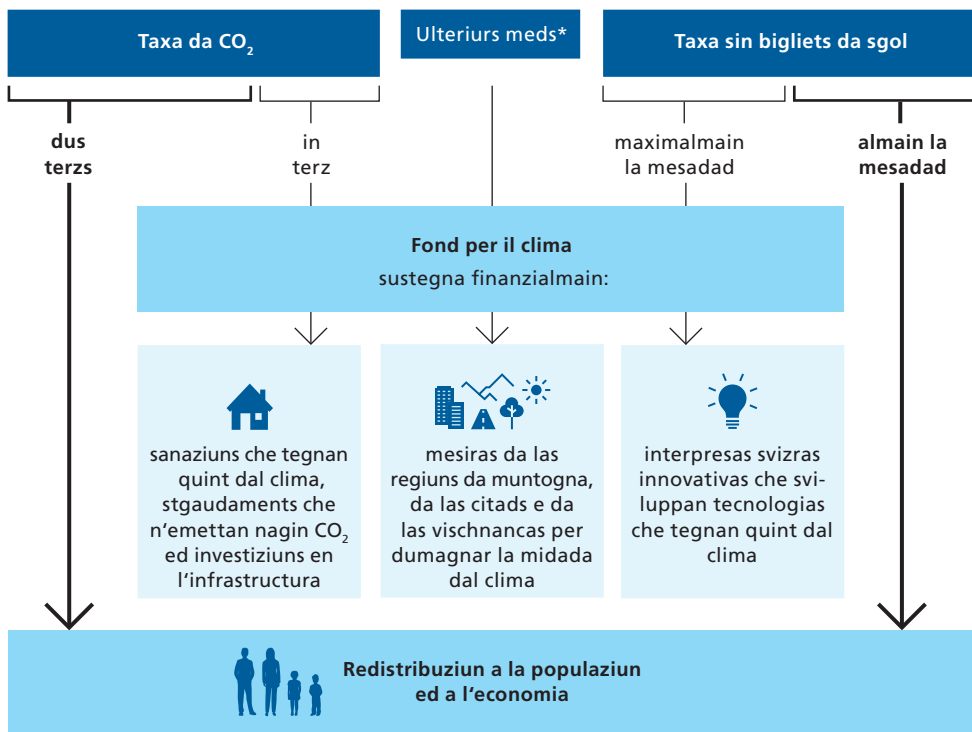 Taxa da CO₂
Ulteriurs meds*
Taxa sin bigliets da sgol
dus
terzs
in
terz
maximalmain
la mesadad
almain la
mesadad
Fond per il clima
sustegna finanzialmain:
sanaziuns che tegnan
quint dal clima,
stgaudaments che
n‘emettan nagin CO₂
ed investiziuns en
l‘infrastructura
mesiras da las
regiuns da muntogna,
da las citads e da
las vischnancas per
dumagnar la midada
dal clima
interpresas svizras
innovativas che svi-
luppan tecnologias
che tegnan quint dal
clima
Redistribuziun a la populaziun
ed a l‘economia